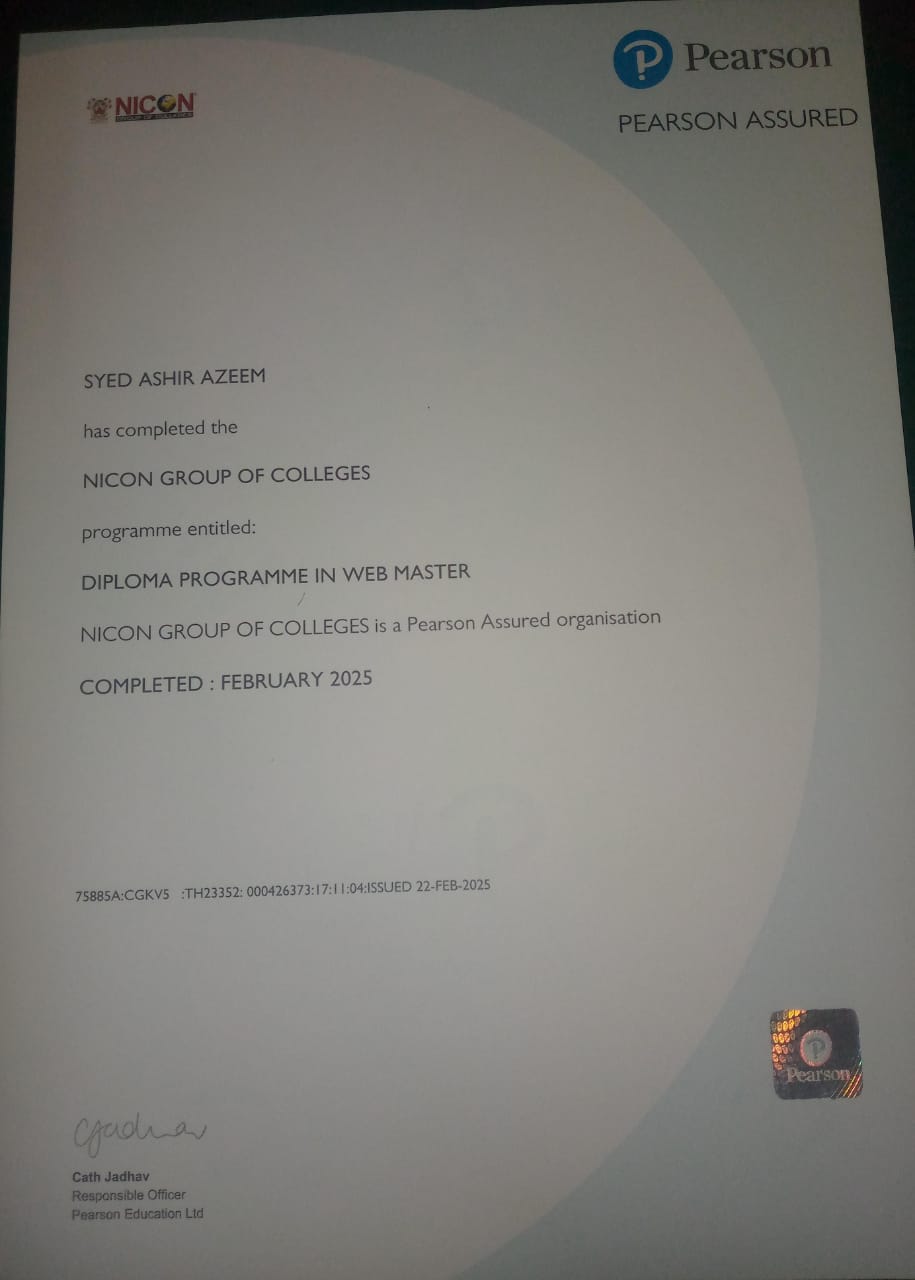 NICON
GROUP OF COLLEGES
Pearson
PEARSON ASSURED
SYED ASHIR AZEEM
has completed the
NICON GROUP OF COLLEGES
programme entitled:
DIPLOMA PROGRAMME IN WEB MASTER
NICON GROUP OF COLLEGES is a Pearson Assured organisation
COMPLETED : FEBRUARY 2025
75885A:CGKV5 :TH23352: 000426373:17:11:04:ISSUED 22-FEB-2025
Pearson
CJadhav
Cath Jadhav
Responsible Officer
Pearson Education Ltd